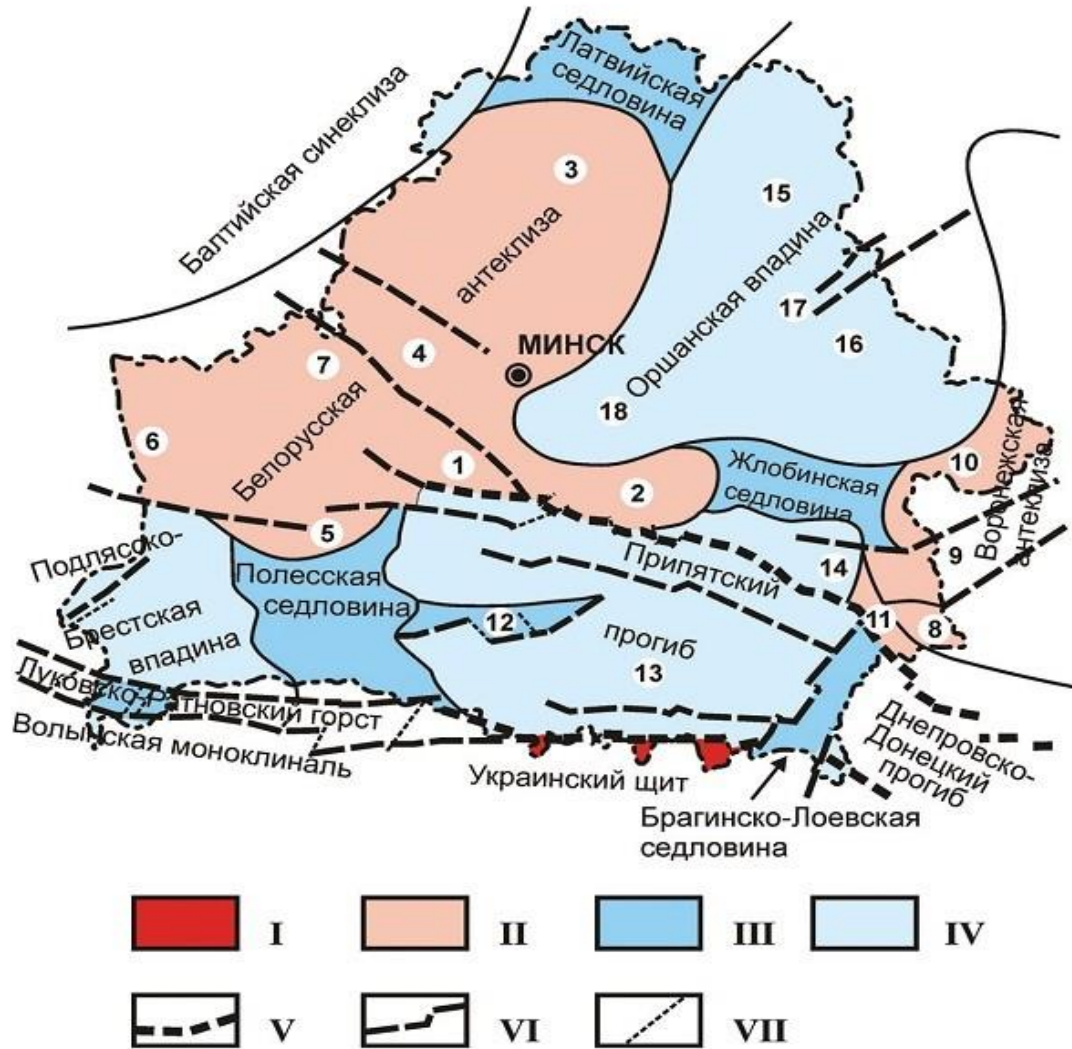 Латвийская
седловина
Балтийская синеклиза
3
15
антеклиза
Оршанская впадина
17
7
4
МИНСК
16
18
6
Белорусская
1
2
Жлобинская
седловина
10
Воронежская
антеклиза
5
9
Подлясско-
Брестская
впадина
Полесская
седловина
Припятский
прогиб
14
12
13
11
8
Луковско-Ратновский горст
Волынская моноклиналь
Украинский щит
Днепровско-
Донецкий
прогиб
Брагинско-Лоевская
седловина
I
II
III
IV
V
VI
VII